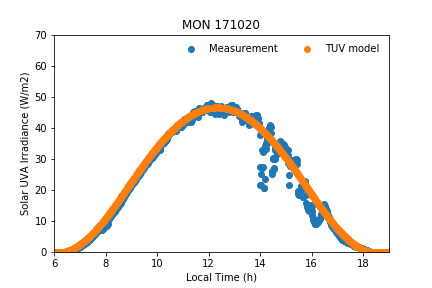 MON 171020
Measurement TUV model
Solar UVA Irradiance (W/m2)
70
60
50
40
30
20
10
0
6 8 10 12 14 16 18
Local Time (h)